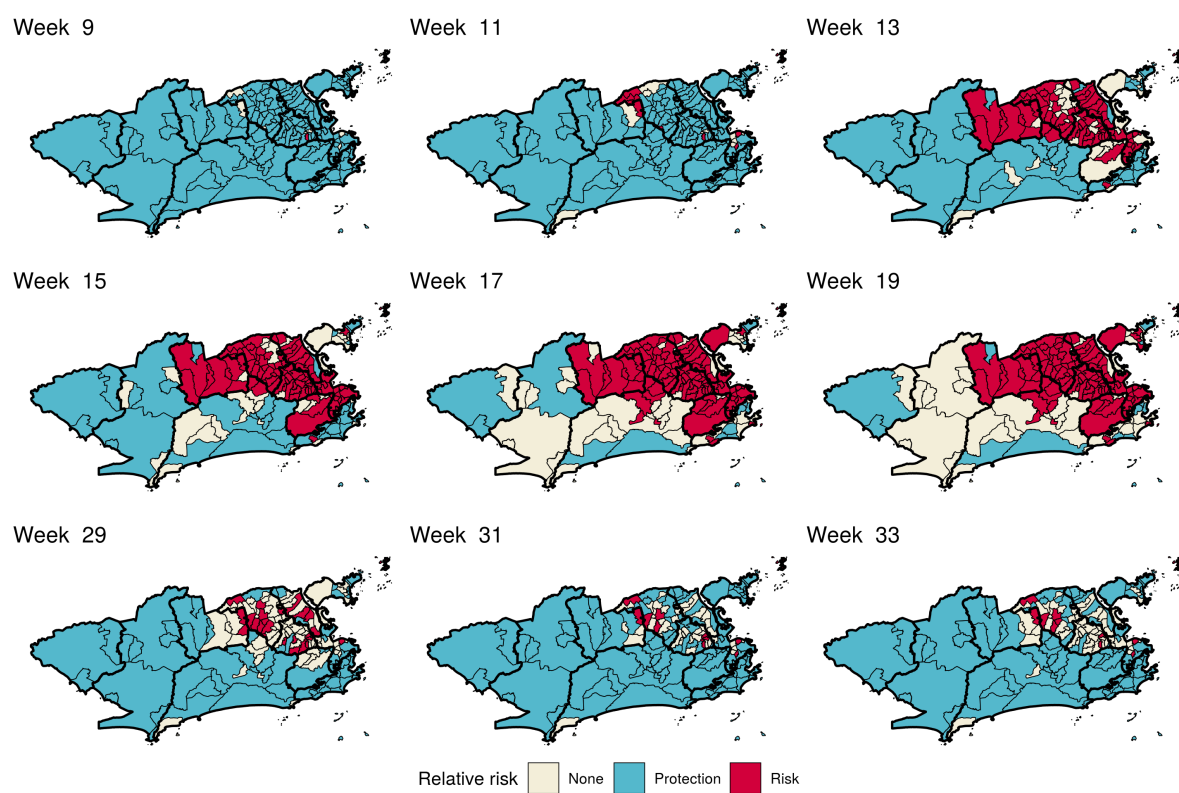 Week 9
Week 11
Week 13
Week 15
Week 17
Week 19
Week 29
Week 31
Week 33
Relative risk None Protection Risk